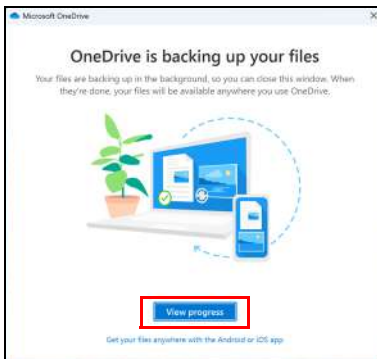 Microsoft OneDrive
OneDrive is backing up your files
Your files are backing up in the background, so you can close this window. When
they're done, your files will be available anywhere you use OneDrive.
View progress
Get your files anywhere with the Android or iOS app